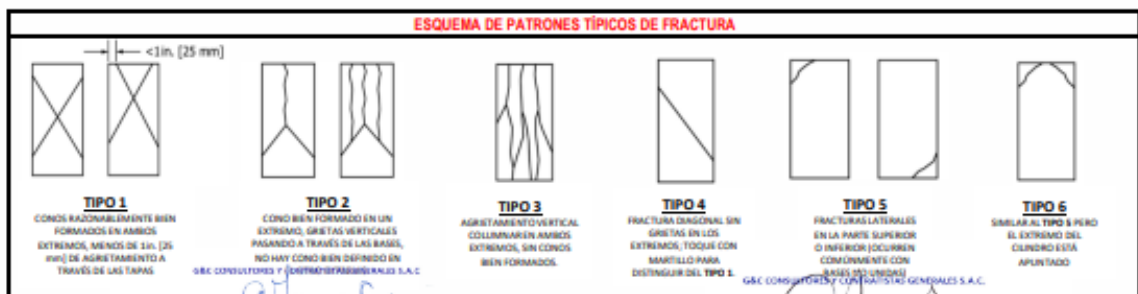 ESQUEMA DE PATRONES TÍPICOS DE FRACTURA
<1in. [25 mm]
TIPO 1
CONOS RAZONABLEMENTE BIEN
FORMADOS EN AMBOS
EXTREMOS, MENOS DE 1in. [25
mm] DE AGRIETAMIENTO A
TRAVÉS DE LAS TAPAS
TIPO 2
CONO BIEN FORMADO EN UN
EXTREMO, GRIETAS VERTICALES
PASANDO A TRAVÉS DE LAS BASES,
NO HAY CONO BIEN DEFINIDO EN
G&C CONSULTORES Y GENERALES S.A.C
TIPO 3
AGRIETAMIENTO VERTICAL
COLUMNAR EN AMBOS
EXTREMOS, SIN CONOS
BIEN FORMADOS.
TIPO 4
FRACTURA DIAGONAL SIN
GRIETAS EN LOS
EXTREMOS; TOQUE CON
MARTILLO PARA
DISTINGUIR DEL TIPO 1.
TIPO 5
FRACTURAS LATERALES
EN LA PARTE SUPERIOR
O INFERIOR (OCURREN
COMÚNMENTE CON
BASES NO UNIDAS)
G&C CONSULTORES Y CONTRATISTAS GENERALES S.A.C.
TIPO 6
SIMILAR AL TIPO 5 PERO
EL EXTREMO DEL
CILINDRO ESTÁ
APUNTADO